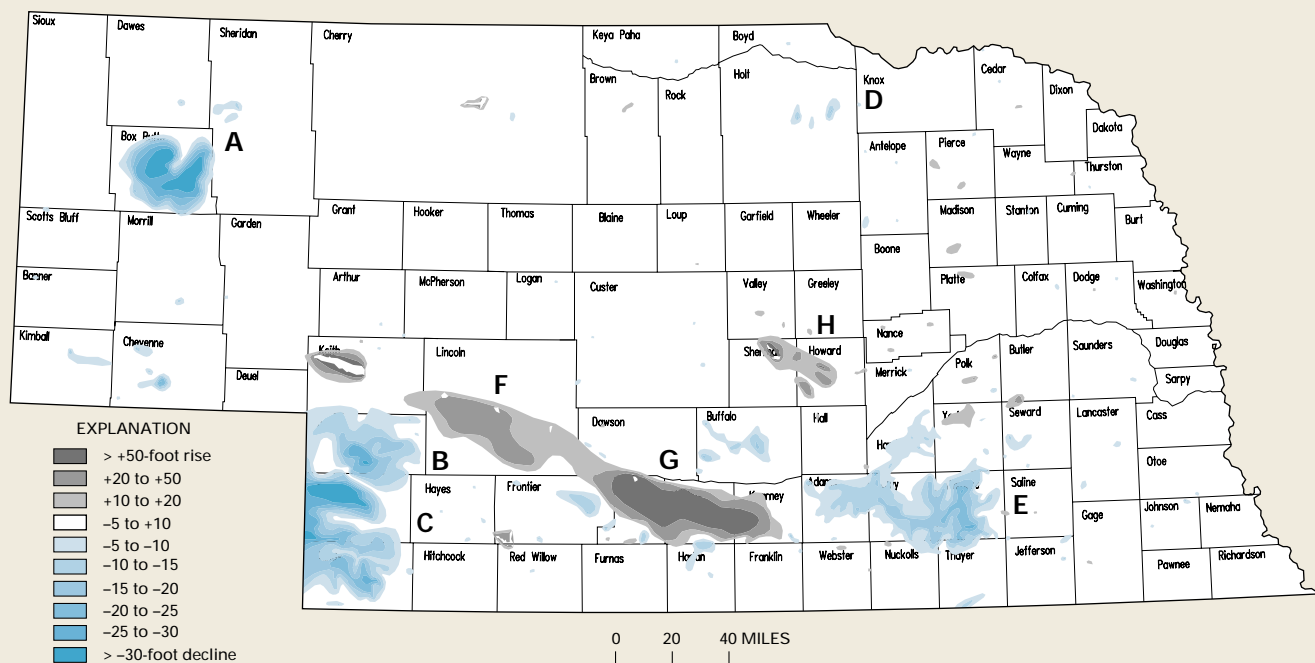 Sioux
Dawes
Sheridan
Cherry
Keya Paha
Boyd
Brown
Rock
Holt
Knox
Cedar
Dixon
Dakota
D
A
Antelope
Pierce
Wayne
Thurston
Scotts Bluff
Morrill
Garden
Grant
Hooker
Thomas
Blaine
Loup
Garfield
Wheeler
Madison
Stanton
Cuming
Burt
Boone
Banner
Arthur
McPherson
Logan
Custer
Valley
Greeley
Platte
Colfax
Dodge
Washington
H
Kimball
Cheyenne
Deuel
Lincoln
Howard
Nance
Merrick
Polk
Butler
Saunders
Douglas
Sarpy
F
Dawson
Buffalo
Hall
Seward
Lancaster
Cass
Otoe
B
G
C
Hayes
Frontier
Saline
E
Gage
Johnson
Nemaha
Hitchcock
Red Willow
Furnas
Franklin
Webster
Nuckolls
Thayer
Jefferson
Pawnee
Richardson
EXPLANATION
> +50-foot rise
+20 to +50
+10 to +20
–5 to +10
–5 to –10
–10 to –15
–15 to –20
–20 to –25
–25 to –30
> –30-foot decline
0 20 40 MILES